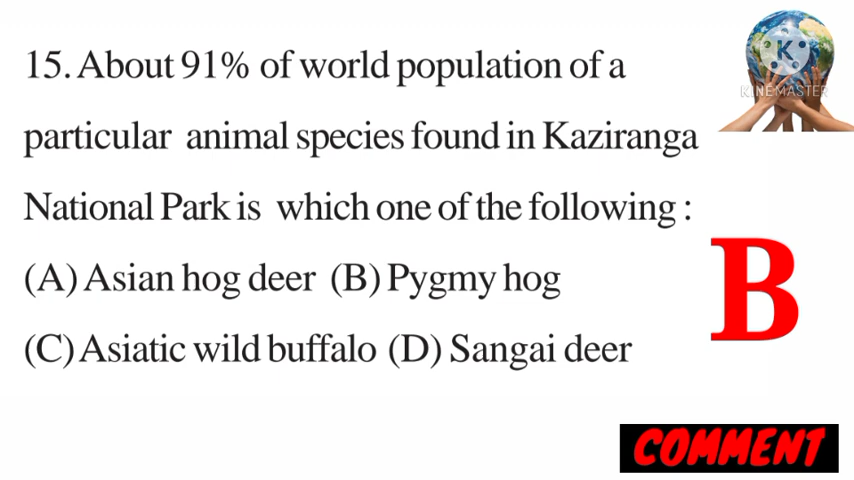 15. About 91% of world population of a
particular animal species found in Kaziranga
National Park is which one of the following :
(A) Asian hog deer (B) Pygmy hog
(C) Asiatic wild buffalo (D) Sangai deer
B
K
KINEMASTER
COMMENT